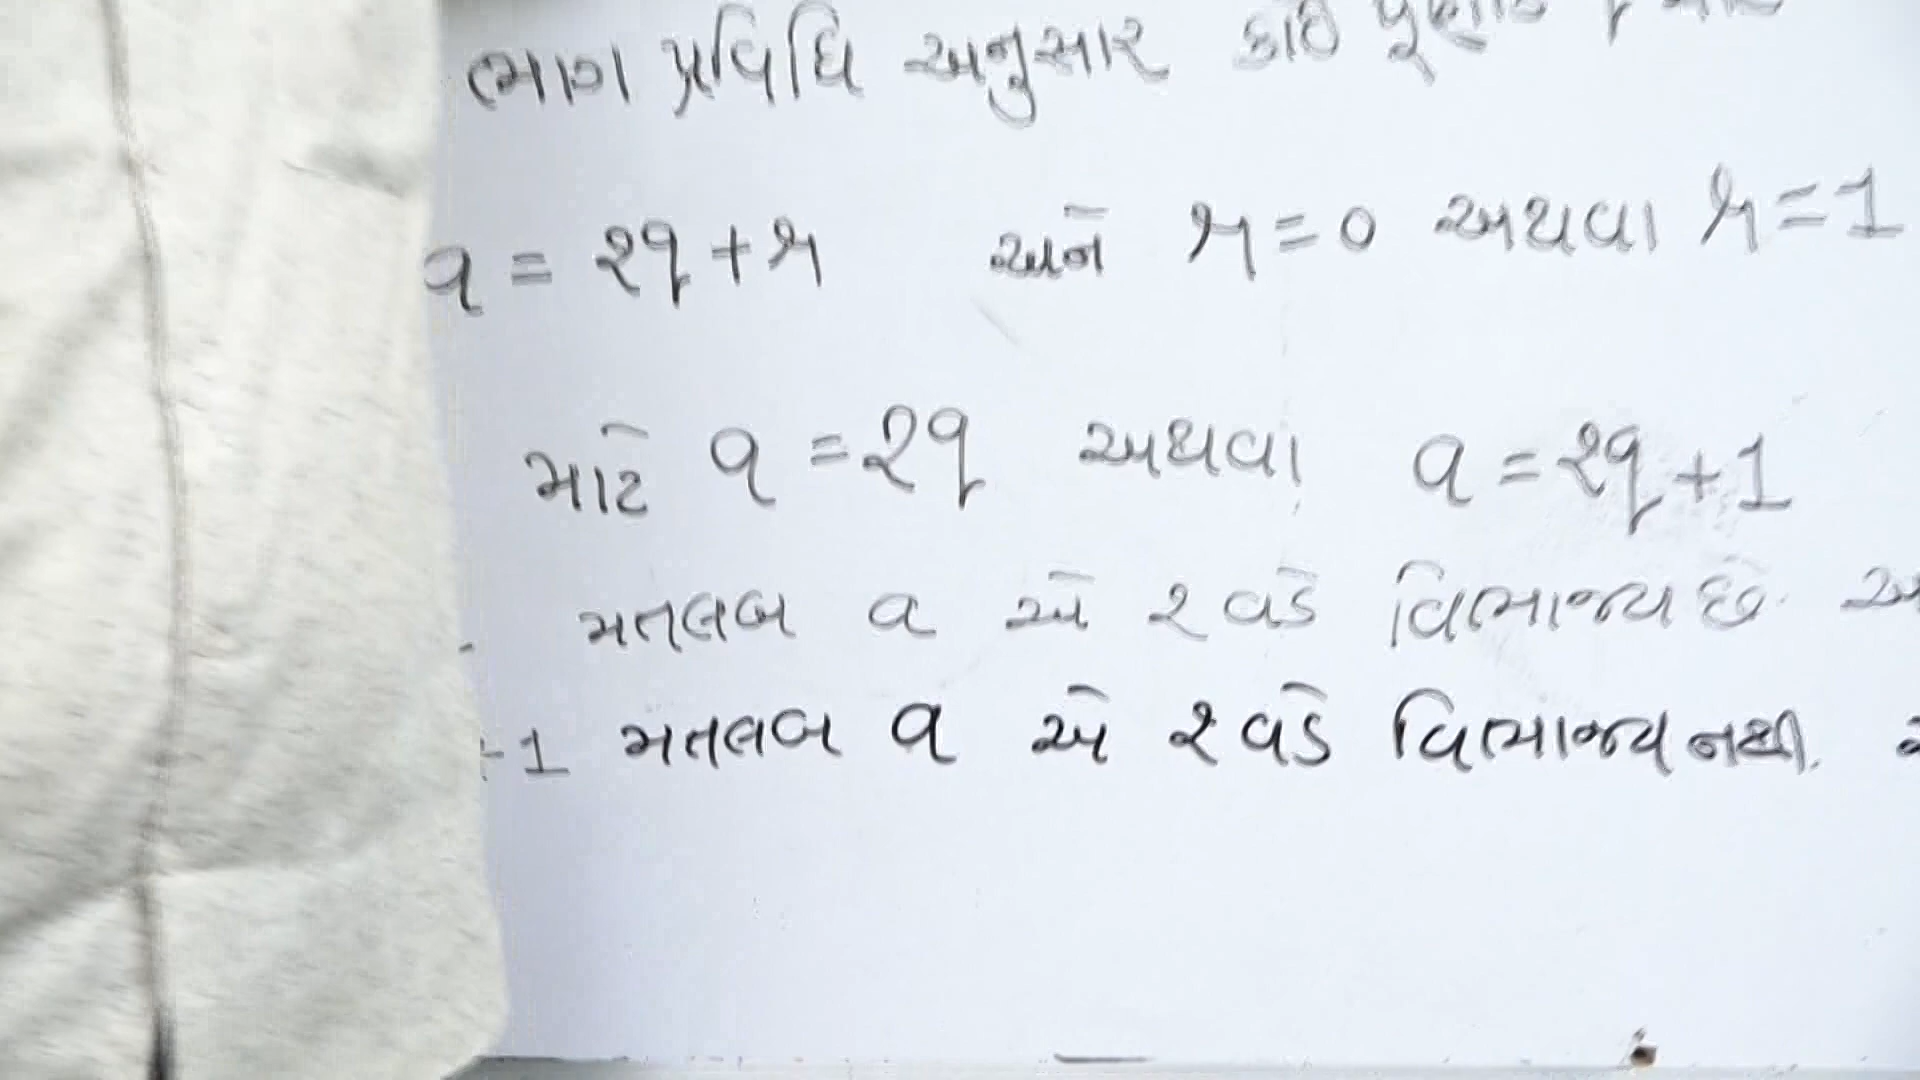 ભાગ પ્રવિધિ અનુસાર કોઈ
a = 2q + r અને r = 0 અથવા r = 1
માટે a = 2q અથવા a = 2q + 1
મતલબ a એ 2 વડે વિભાજ્ય છે.
+1 મતલબ a એ 2 વડે વિભાજ્ય નથી.